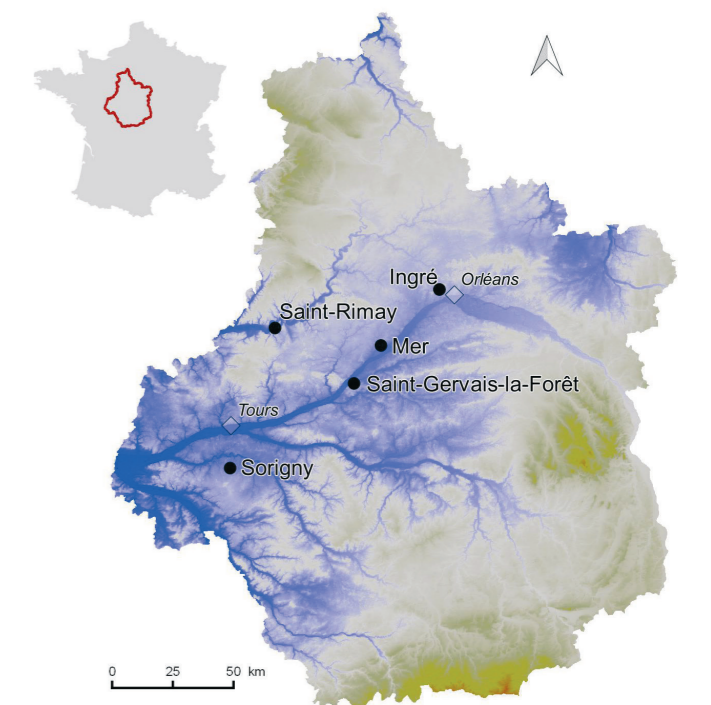 Ingré
Orléans
Saint-Rimay
Mer
Saint-Gervais-la-Forêt
Tours
Sorigny
0 25 50 km